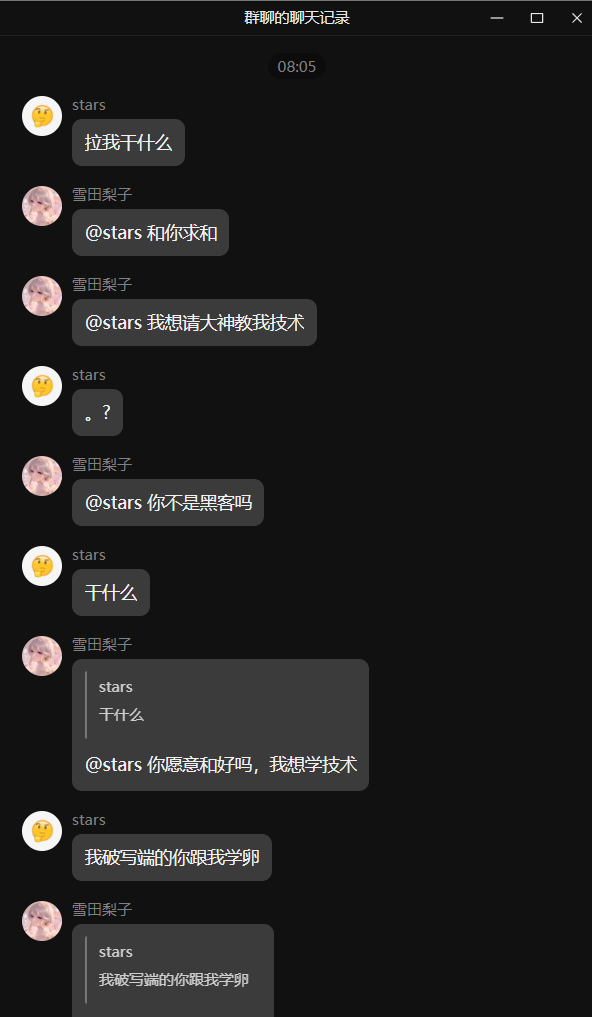 群聊的聊天记录
08:05
stars
拉我干什么
雪田梨子
@stars 和你求和
雪田梨子
@stars 我想请大神教我技术
stars
。?
雪田梨子
@stars 你不是黑客吗
stars
干什么
雪田梨子
stars
干什么
@stars 你愿意和好吗，我想学技术
stars
我破写端的你跟我学卵
雪田梨子
stars
我破写端的你跟我学卵